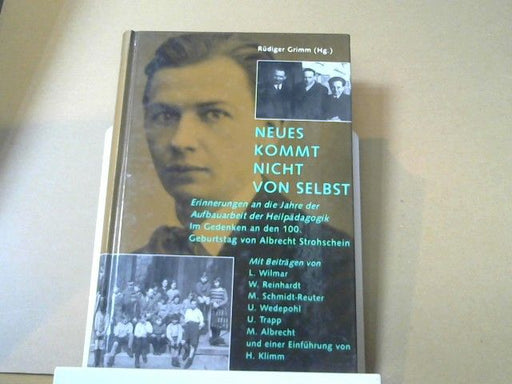 Rüdiger Grimm (Hg.)
NEUES
KOMMT
NICHT
VON SELBST
Erinnerungen an die Jahre der
Aufbauarbeit der Heilpädagogik
Im Gedenken an den 100.
Geburtstag von Albrecht Strohschein
Mit Beiträgen von
L. Wilmar
W. Reinhardt
M. Schmidt-Reuter
U. Wedepohl
U. Trapp
M. Albrecht
und einer Einführung von
H. Klimm